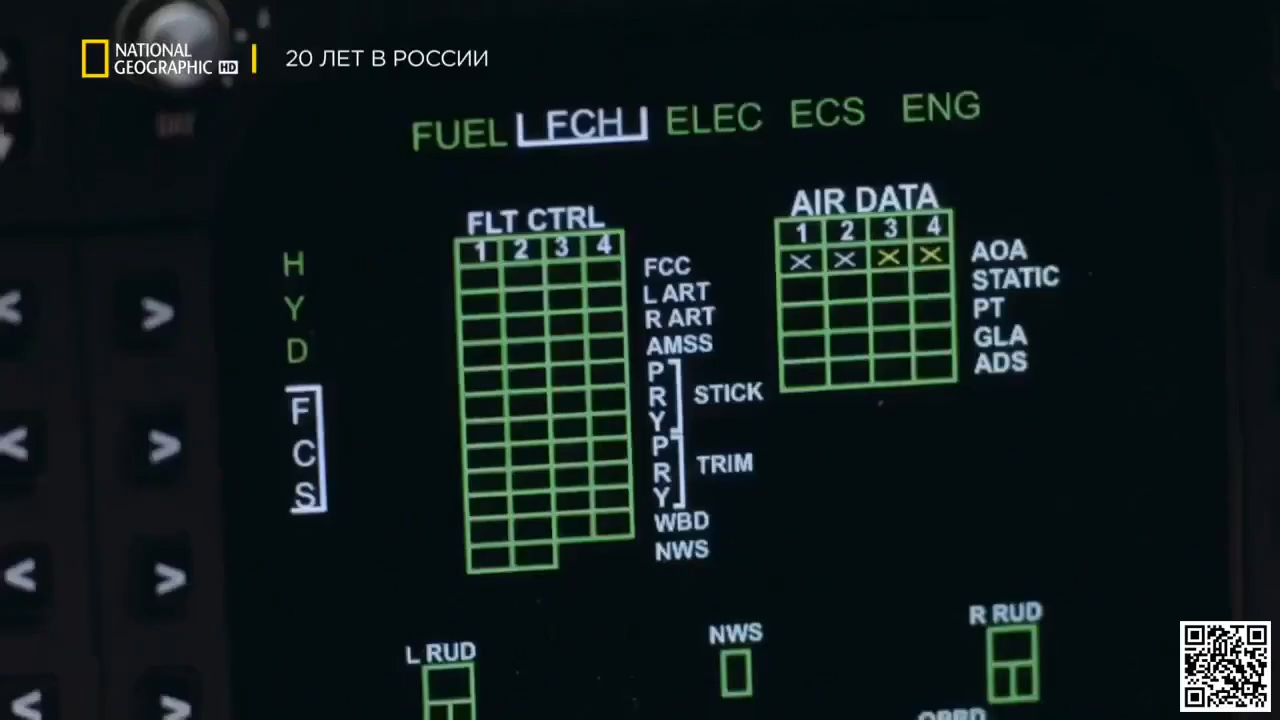 NATIONAL
GEOGRAPHIC HD
20 ЛЕТ В РОССИИ
FUEL FCH ELEC ECS ENG
FLT CTRL
1 2 3 4
FCC
L ART
R ART
AMSS
P
R
Y
STICK
P
R
Y
TRIM
WBD
NWS
AIR DATA
1 2 3 4
AOA
STATIC
PT
GLA
ADS
H
Y
D
F
C
S
L RUD
NWS
R RUD